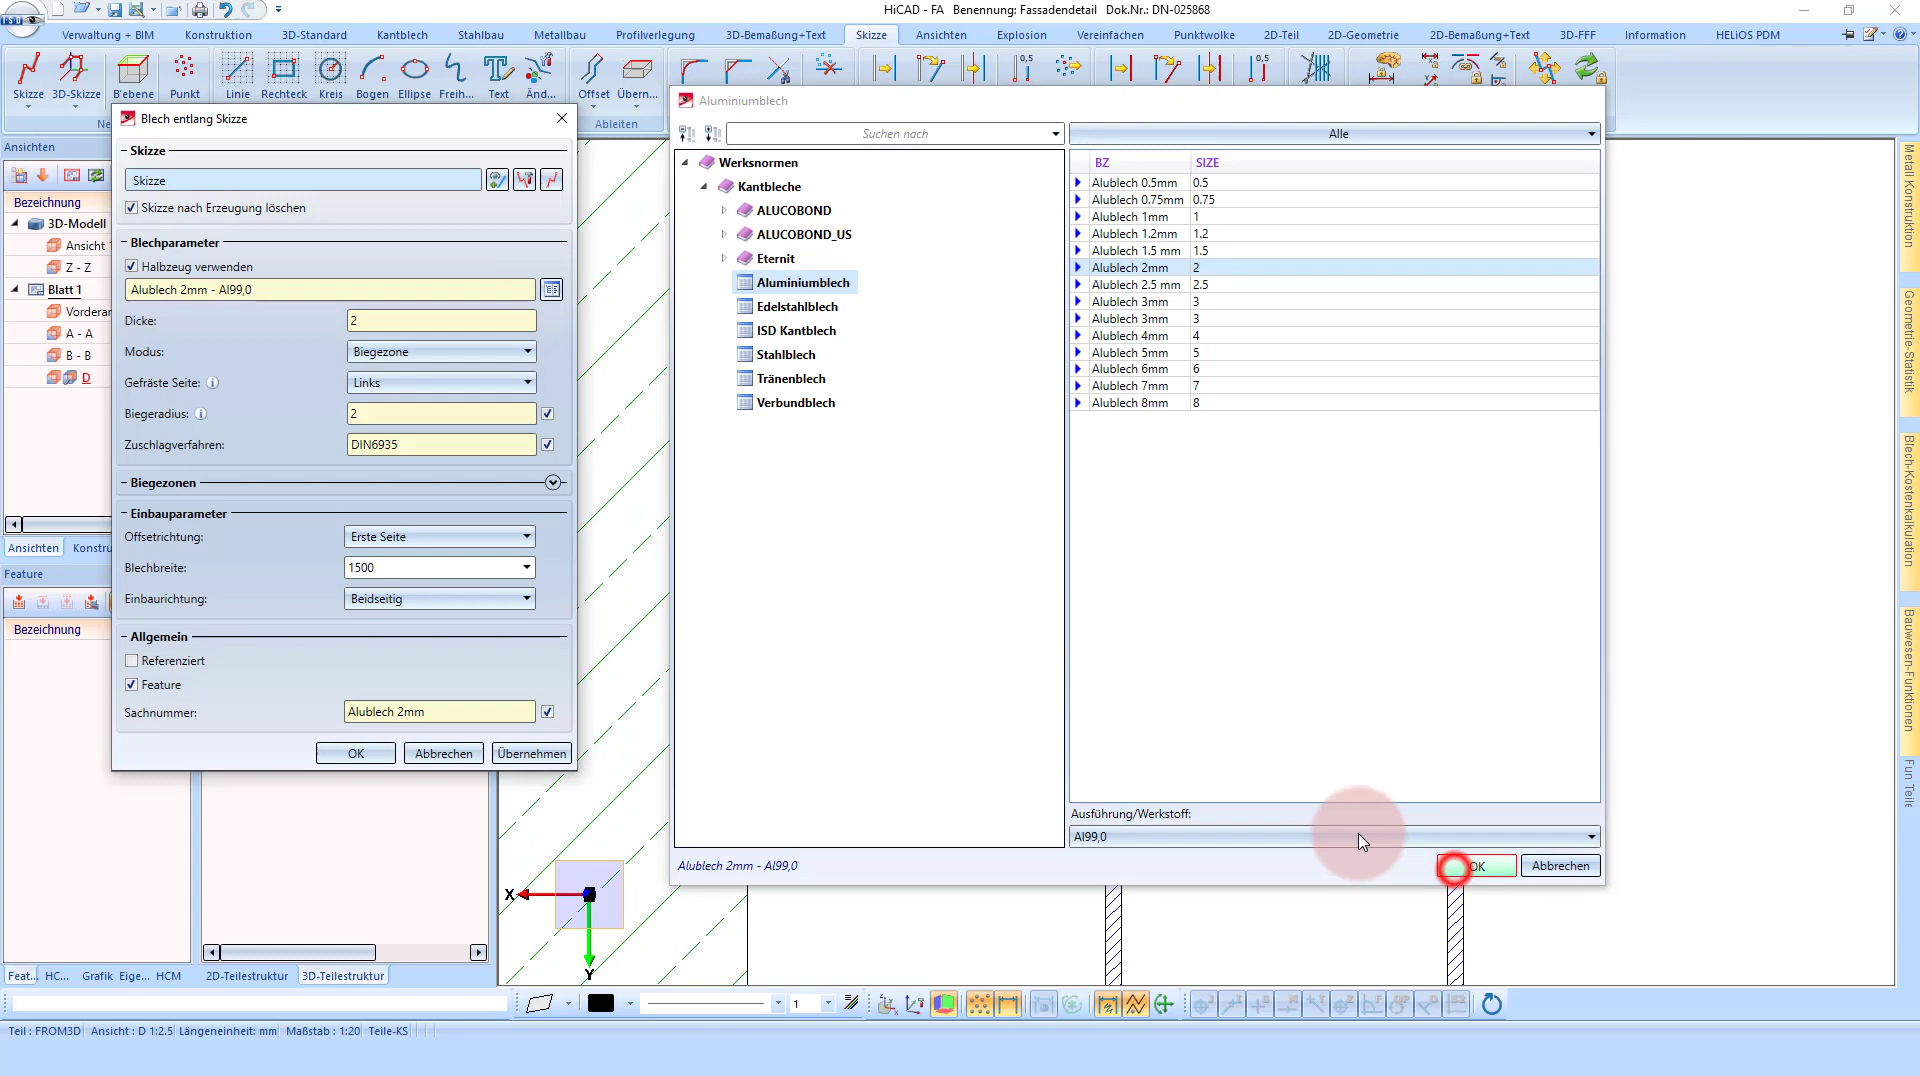 HiCAD - FA   Benennung: Fassadendetail   Dok.Nr.: DN-025868
ISD
Verwaltung + BIM  Konstruktion  3D-Standard  Kantblech  Stahlbau  Metallbau  Profilverlegung  3D-Bemaßung+Text  Skizze  Ansichten  Explosion  Vereinfachen  Punktwolke  2D-Teil  2D-Geometrie  2D-Bemaßung+Text  3D-FFF  Information  HELiOS PDM
Skizze  3D-Skizze  B'ebene  Punkt  Linie  Rechteck  Kreis  Bogen  Ellipse  Freih...  Text  Änd...  Offset  Übern...
Ne  Ableiten
Ansichten
Bezeichnung
3D-Modell
Ansicht 1
Z - Z
Blatt 1
Vorderan
A - A
B - B
D
Ansichten  Konstru
Feature
Bezeichnung
Blech entlang Skizze
Skizze
Skizze
Skizze nach Erzeugung löschen
Blechparameter
Halbzeug verwenden
Alublech 2mm - Al99,0
Dicke: 2
Modus: Biegezone
Gefräste Seite: Links
Biegeradius: 2
Zuschlagverfahren: DIN6935
Biegezonen
Einbauparameter
Offsetrichtung: Erste Seite
Blechbreite: 1500
Einbaurichtung: Beidseitig
Allgemein
Referenziert
Feature
Sachnummer: Alublech 2mm
OK  Abbrechen  Übernehmen
Aluminiumblech
Suchen nach  Alle
Werksnormen
Kantbleche
ALUCOBOND
ALUCOBOND_US
Eternit
Aluminiumblech
Edelstahlblech
ISD Kantblech
Stahlblech
Tränenblech
Verbundblech
BZ  SIZE
Alublech 0.5mm  0.5
Alublech 0.75mm  0.75
Alublech 1mm  1
Alublech 1.2mm  1.2
Alublech 1.5 mm  1.5
Alublech 2mm  2
Alublech 2.5 mm  2.5
Alublech 3mm  3
Alublech 3mm  3
Alublech 4mm  4
Alublech 5mm  5
Alublech 6mm  6
Alublech 7mm  7
Alublech 8mm  8
Ausführung/Werkstoff:
Al99,0
Alublech 2mm - Al99,0
OK  Abbrechen
Metall Konstruktion
Geometrie-Statistik
Blech-Kostenkalkulation
Bauwesen-Funktionen
Fun Teile
X
Y
Feat...  HC...  Grafik  Eige...  HCM  2D-Teilestruktur  3D-Teilestruktur
1
Teil : FROM3D  Ansicht : D 1:2.5  Längeneinheit: mm  Maßstab : 1:20  Teile-KS